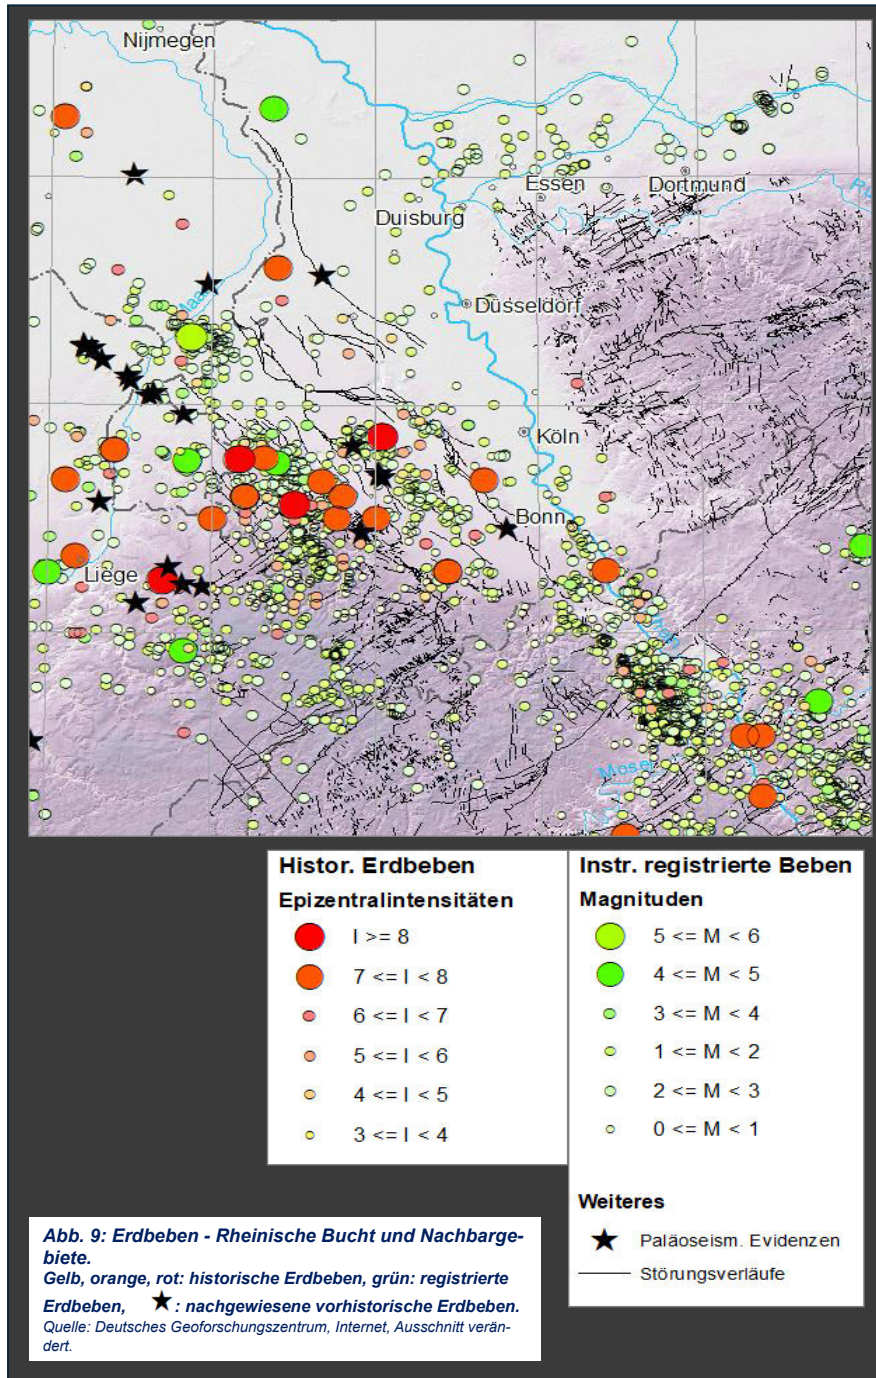 Nijmegen
Essen
Dortmund
Duisburg
Düsseldorf
Köln
Bonn
Liege
Mosel
Histor. Erdbeben
Epizentralintensitäten
I >= 8
7 <= I < 8
6 <= I < 7
5 <= I < 6
4 <= I < 5
3 <= I < 4
Instr. registrierte Beben
Magnituden
5 <= M < 6
4 <= M < 5
3 <= M < 4
1 <= M < 2
2 <= M < 3
0 <= M < 1
Weiteres
Paläoseism. Evidenzen
Störungsverläufe
Abb. 9: Erdbeben - Rheinische Bucht und Nachbarge-
biete.
Gelb, orange, rot: historische Erdbeben, grün: registrierte
Erdbeben, ★ : nachgewiesene vorhistorische Erdbeben.
Quelle: Deutsches Geoforschungszentrum, Internet, Ausschnitt verän-
dert.